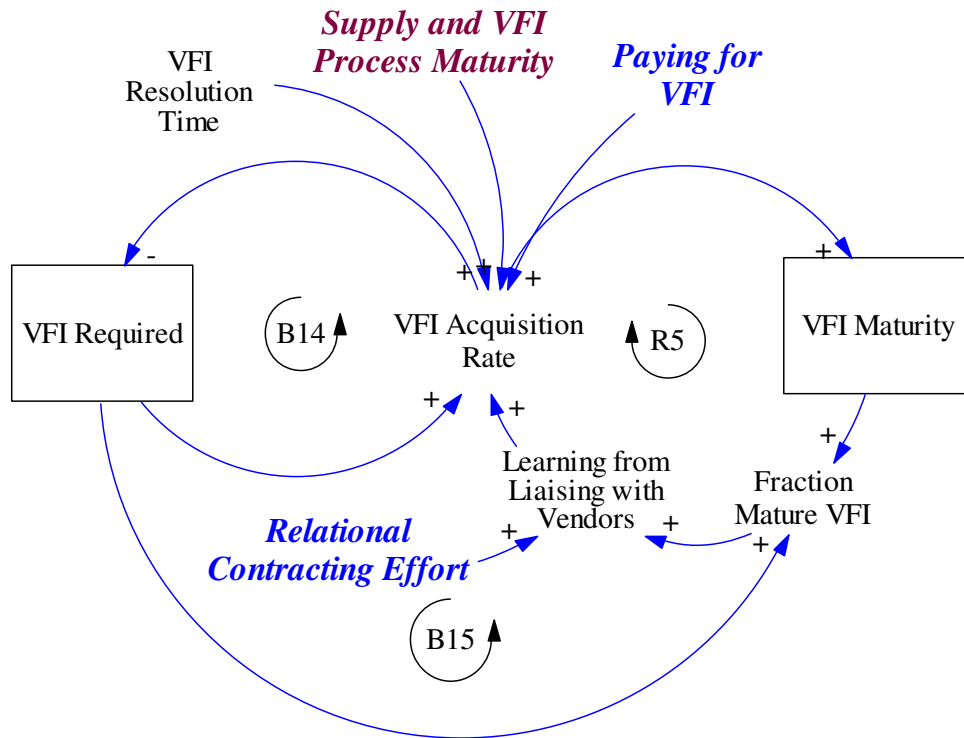 Supply and VFI
Process Maturity
VFI
Resolution
Time
Paying for
VFI
-
+
+
+
+
VFI Required
B14
VFI Acquisition
Rate
R5
VFI Maturity
+
+
+
Learning from
Liaising with
Vendors
Fraction
Mature VFI
+
+
+
Relational
Contracting Effort
B15